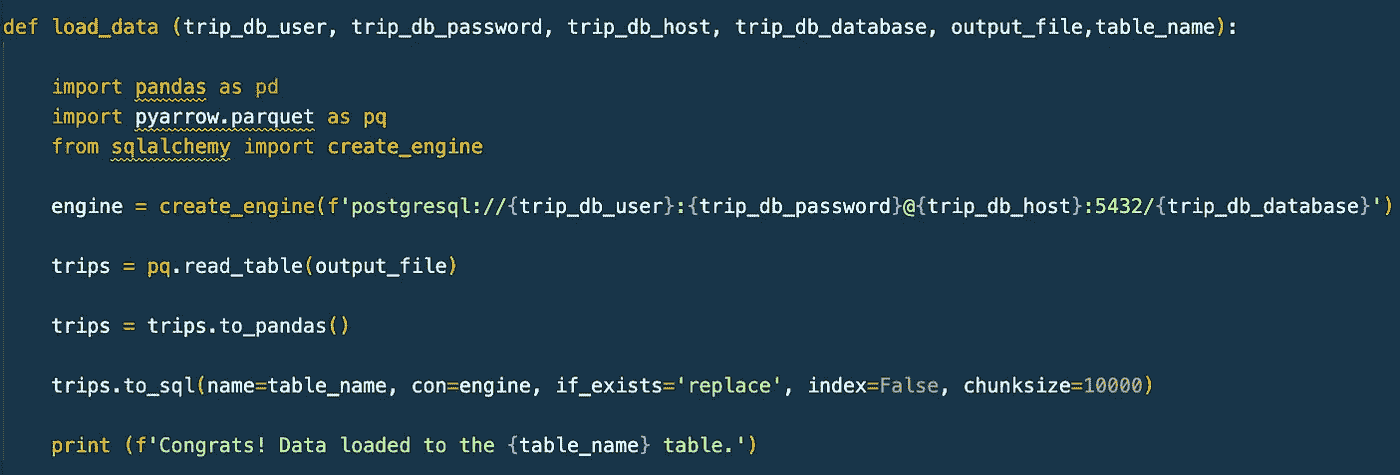 def load_data (trip_db_user, trip_db_password, trip_db_host, trip_db_database, output_file,table_name):
import pandas as pd
import pyarrow.parquet as pq
from sqlalchemy import create_engine
engine = create_engine(f'postgresql://{trip_db_user}:{trip_db_password}@{trip_db_host}:5432/{trip_db_database}')
trips = pq.read_table(output_file)
trips = trips.to_pandas()
trips.to_sql(name=table_name, con=engine, if_exists='replace', index=False, chunksize=10000)
print (f'Congrats! Data loaded to the {table_name} table.')